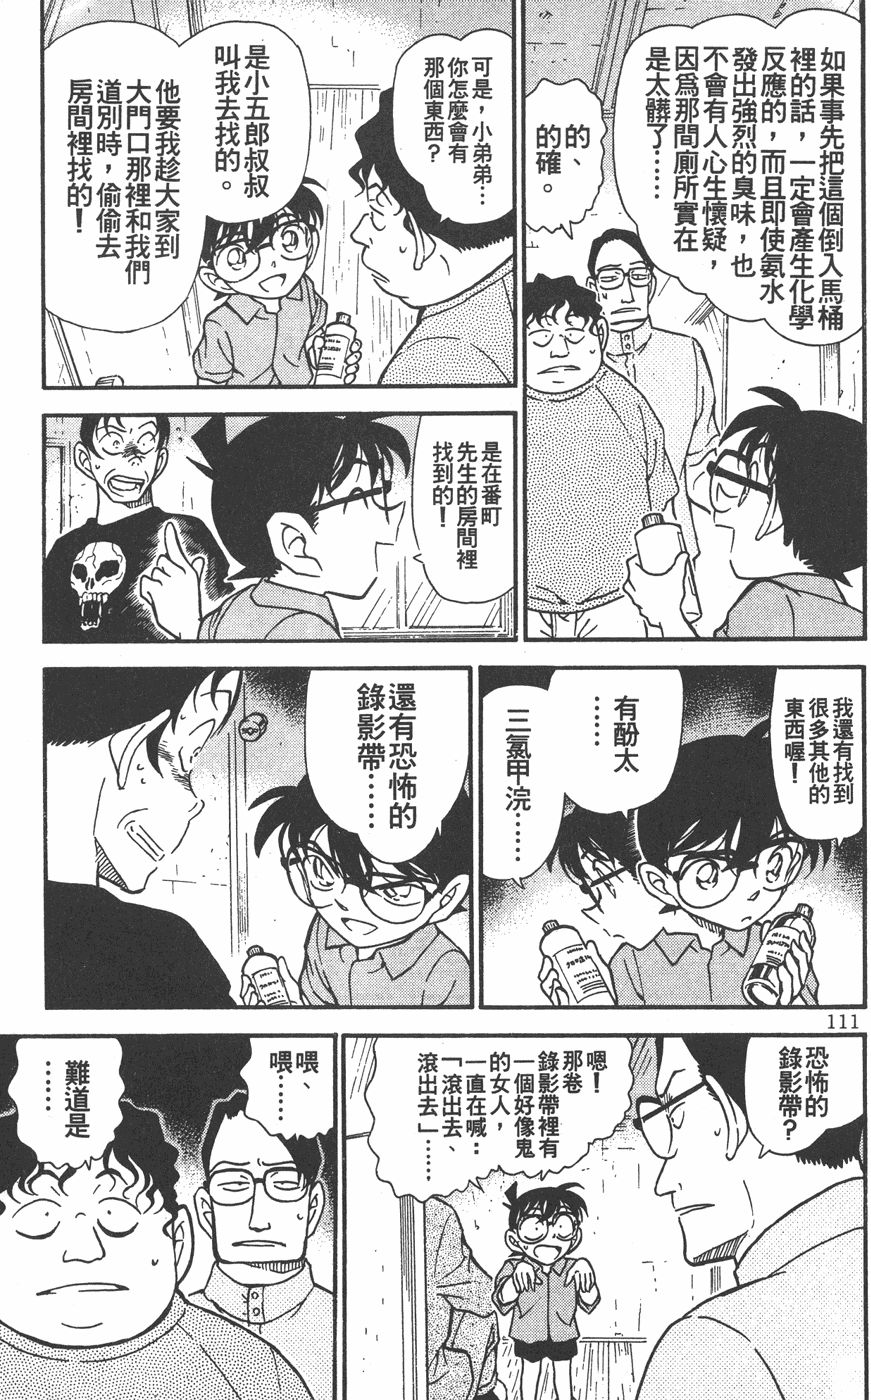 如果事先把這個倒入馬桶
裡的話，一定會產生化學
反應的，而且即使氨水
發出強烈的臭味，也
不會有人心生懷疑，
因為那間廁所實在
是太髒了……
的、
的確。
可是，小弟弟…
你怎麼會有
那個東西？
是小五郎叔叔
叫我去找的。
他要我趁大家到
大門口那裡和我們
道別時，偷偷去
房間裡找的！
是在番町
先生的房間裡
找到的！
我還有找到
很多其他的
東西喔！
有酚太
……
三氯甲浣……
還有恐怖的
錄影帶……
111
恐怖的
錄影帶？
嗯！
那卷
錄影帶裡有
一個好像鬼
的女人，
一直在喊：
「滾出去、
滾出去」……
喂、
喂……
難道是
……